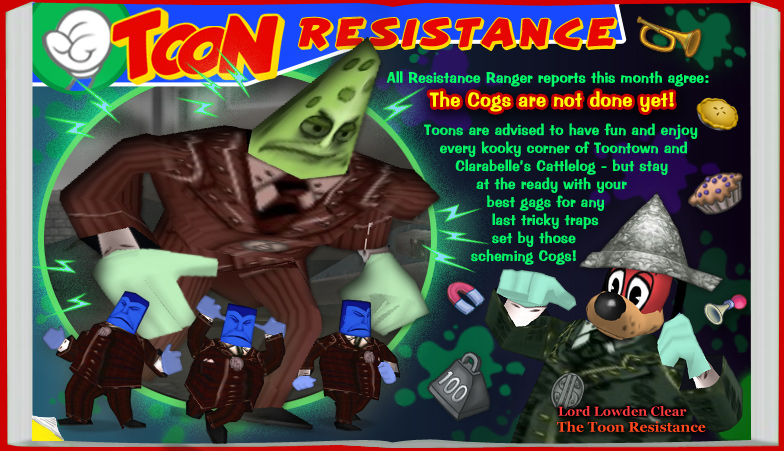 TOON RESISTANCE
All Resistance Ranger reports this month agree:
The Cogs are not done yet!
Toons are advised to have fun and enjoy
every kooky corner of Toontown and
Clarabelle's Cattlelog - but stay
at the ready with your
best gags for any
last tricky traps
set by those
scheming Cogs!
100
Lord Lowden Clear
The Toon Resistance